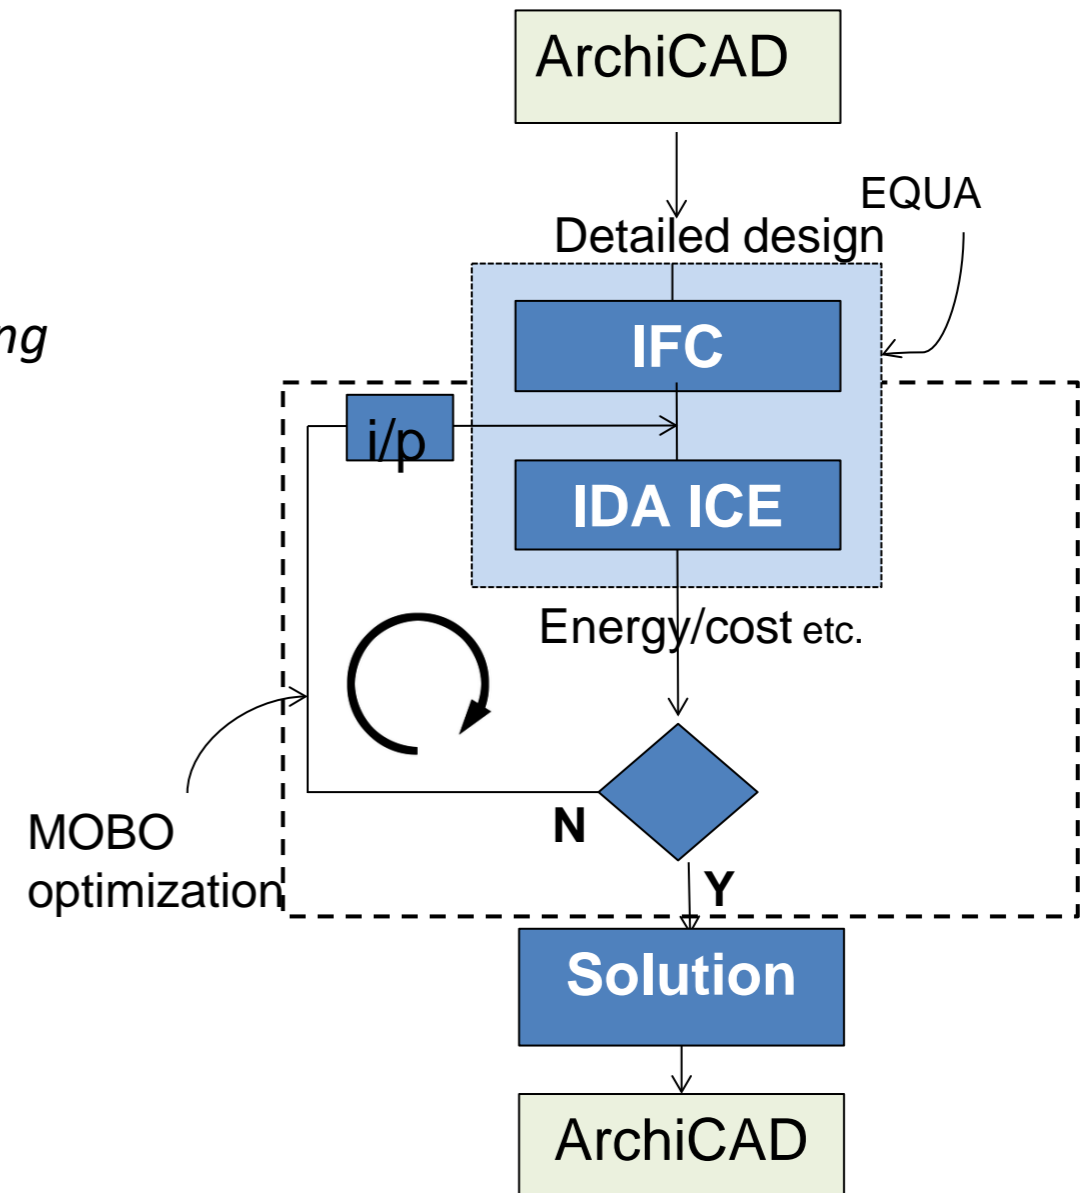 ArchiCAD
EQUA
Detailed design
ng
IFC
i/p
IDA ICE
Energy/cost etc.
N
MOBO
optimization
Y
Solution
ArchiCAD